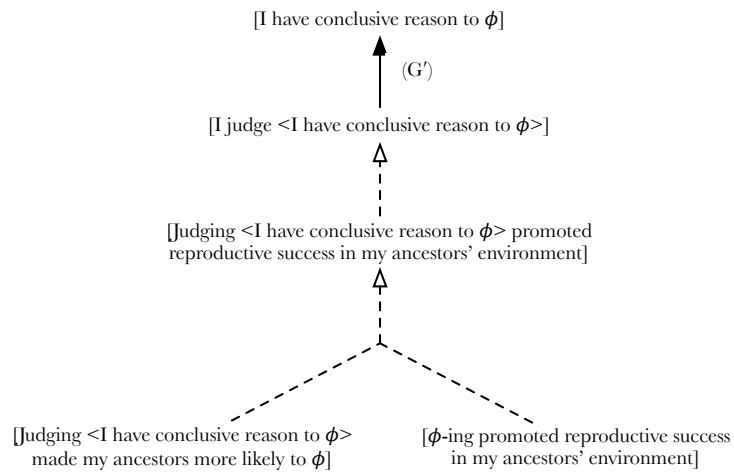 [I have conclusive reason to ϕ]
(G′)
[I judge <I have conclusive reason to ϕ>]
[Judging <I have conclusive reason to ϕ> promoted
reproductive success in my ancestors’ environment]
[Judging <I have conclusive reason to ϕ>
made my ancestors more likely to ϕ]
[ϕ-ing promoted reproductive success
in my ancestors’ environment]